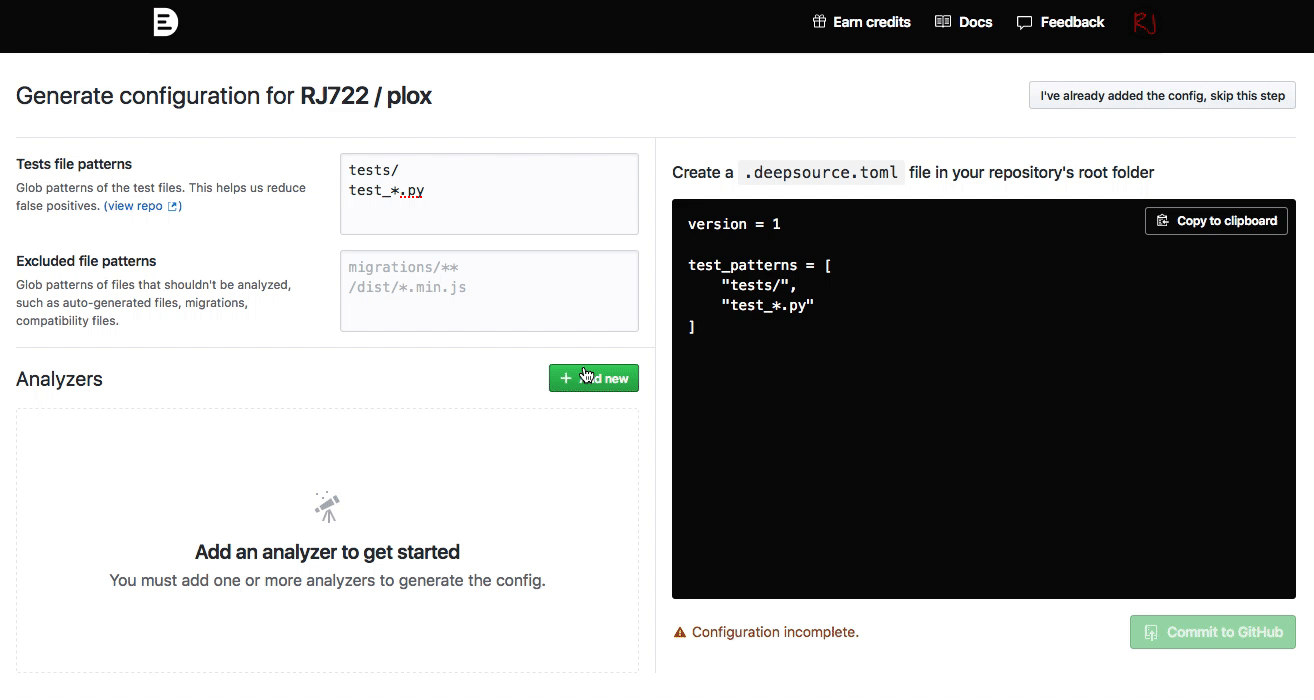 Earn credits
Docs
Feedback
RJ
Generate configuration for RJ722 / plox
I've already added the config, skip this step
Tests file patterns
Glob patterns of the test files. This helps us reduce
false positives. (view repo)
tests/
test_*.py
Excluded file patterns
Glob patterns of files that shouldn't be analyzed,
such as auto-generated files, migrations,
compatibility files.
migrations/**
/dist/*.min.js
Analyzers
+ Add new
Add an analyzer to get started
You must add one or more analyzers to generate the config.
Create a .deepsource.toml file in your repository's root folder
Copy to clipboard
version = 1
test_patterns = [
"tests/",
"test_*.py"
]
Configuration incomplete.
Commit to GitHub